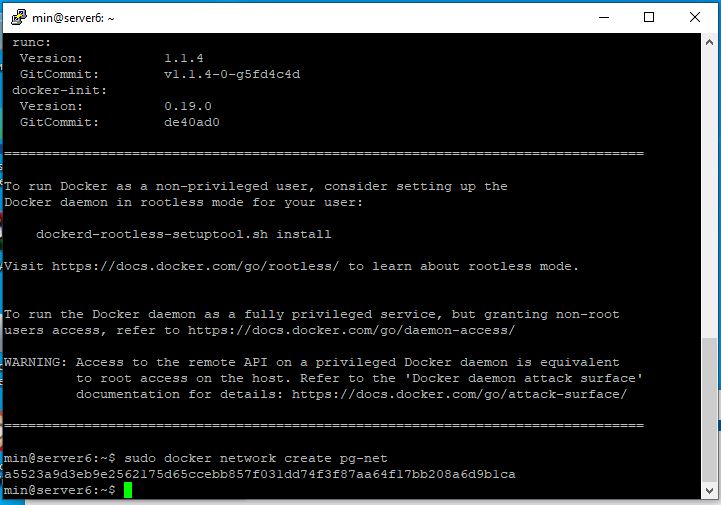 min@server6: ~
runc:
Version: 1.1.4
GitCommit: v1.1.4-0-g5fd4c4d
docker-init:
Version: 0.19.0
GitCommit: de40ad0
================================================================================
To run Docker as a non-privileged user, consider setting up the
Docker daemon in rootless mode for your user:
dockerd-rootless-setuptool.sh install
Visit https://docs.docker.com/go/rootless/ to learn about rootless mode.
To run the Docker daemon as a fully privileged service, but granting non-root
users access, refer to https://docs.docker.com/go/daemon-access/
WARNING: Access to the remote API on a privileged Docker daemon is equivalent
to root access on the host. Refer to the 'Docker daemon attack surface'
documentation for details: https://docs.docker.com/go/attack-surface/
================================================================================
min@server6:~$ sudo docker network create pg-net
a5523a9d3eb9e2562175d65ccebb857f031dd74f3f87aa64f17bb208a6d9b1ca
min@server6:~$